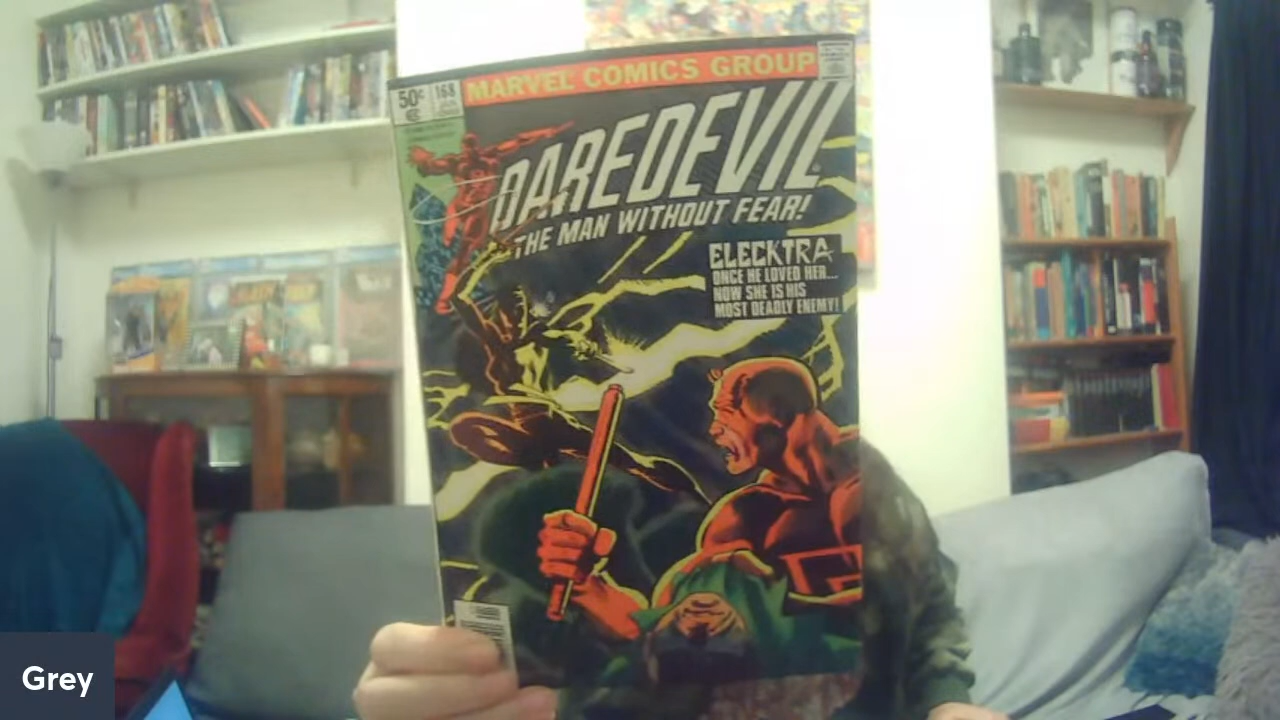 MARVEL COMICS GROUP
50¢ 168
DAREDEVIL
THE MAN WITHOUT FEAR!
ELECKTRA
ONCE HE LOVED HER...
NOW SHE IS HIS
MOST DEADLY ENEMY!
Grey